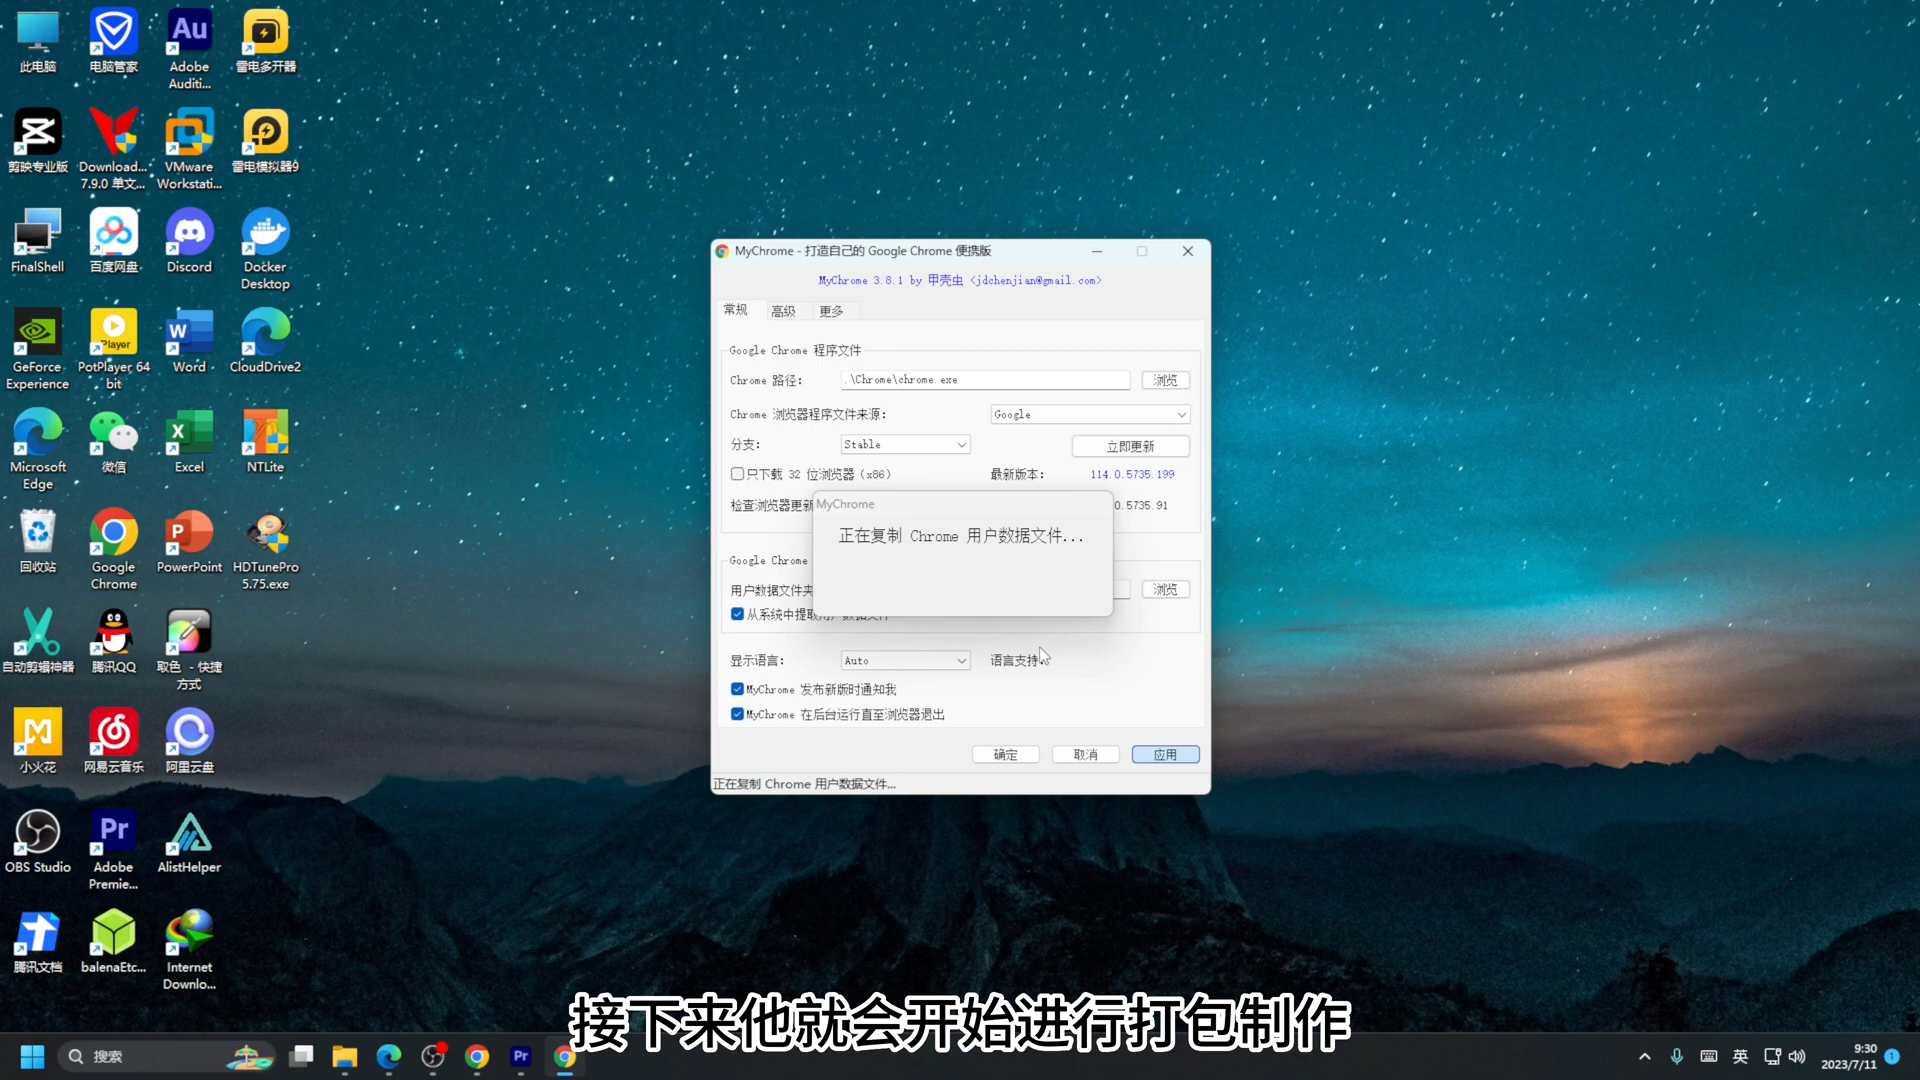 此电脑
电脑管家
Adobe
Auditi...
雷电多开器
剪映专业版
Download...
7.9.0 单文...
VMware
Workstati...
雷电模拟器9
FinalShell
百度网盘
Discord
Docker
Desktop
GeForce
Experience
PotPlayer 64
bit
Word
CloudDrive2
Microsoft
Edge
微信
Excel
NTLite
回收站
Google
Chrome
PowerPoint
HDTunePro
5.75.exe
自动剪辑神器
腾讯QQ
取色 - 快捷
方式
小火花
网易云音乐
阿里云盘
OBS Studio
Adobe
Premie...
AlistHelper
腾讯文档
balenaEtc...
Internet
Downlo...
MyChrome - 打造自己的 Google Chrome 便携版
MyChrome 3.8.1 by 甲壳虫 <jdchenjian@gmail.com>
常规 高级 更多
Google Chrome 程序文件
Chrome 路径: .\Chrome\chrome.exe 浏览
Chrome 浏览器程序文件来源: Google
分支: Stable 立即更新
只下载 32 位浏览器 (x86) 最新版本: 114.0.5735.199
检查浏览器更新 0.5735.91
MyChrome
正在复制 Chrome 用户数据文件...
Google Chrome
用户数据文件夹 浏览
从系统中提取用户数据文件
显示语言: Auto 语言支持
MyChrome 发布新版时通知我
MyChrome 在后台运行直至浏览器退出
确定 取消 应用
正在复制 Chrome 用户数据文件...
接下来他就会开始进行打包制作
搜索
英
9:30
2023/7/11
1